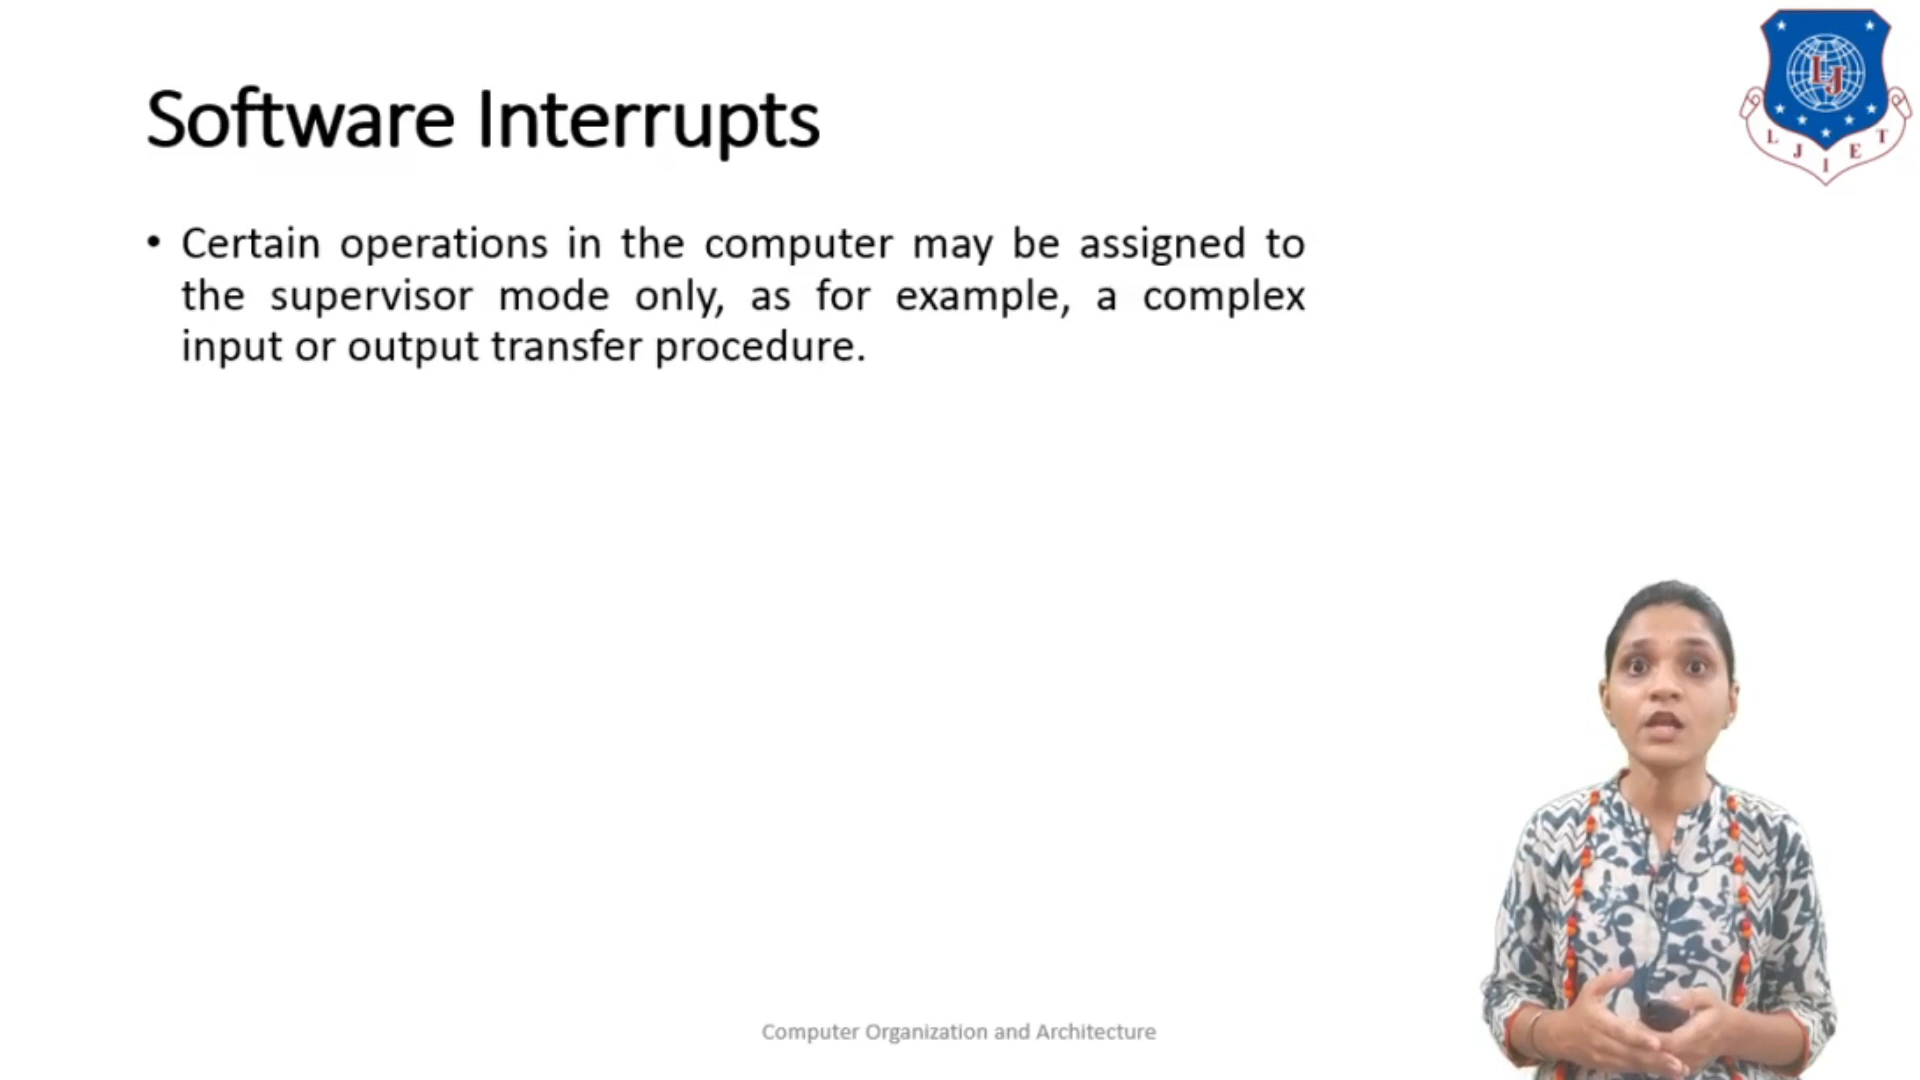 Software Interrupts
• Certain operations in the computer may be assigned to
the supervisor mode only, as for example, a complex
input or output transfer procedure.
LJ
L J I E T
Computer Organization and Architecture